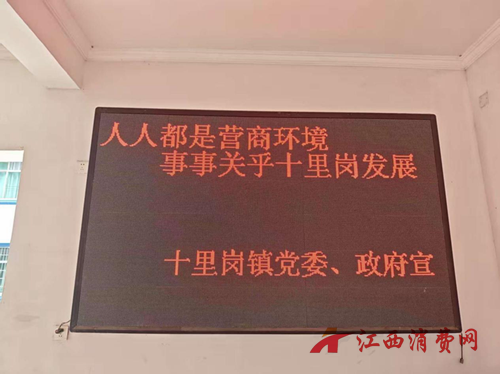 人人都是营商环境
事事关乎十里岗发展
十里岗镇党委、政府宣
江西消费网